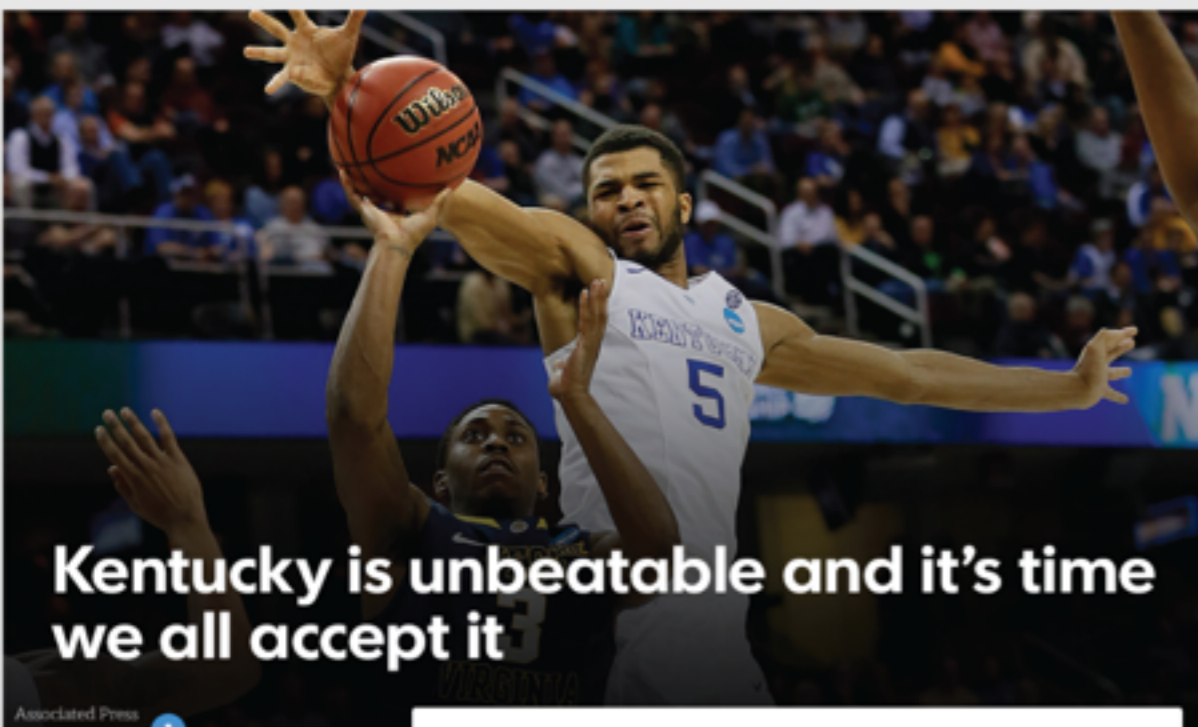 Wilson
NCAA
KENTUCKY
5
Kentucky is unbeatable and it's time
we all accept it
3
VIRGINIA
Associated Press